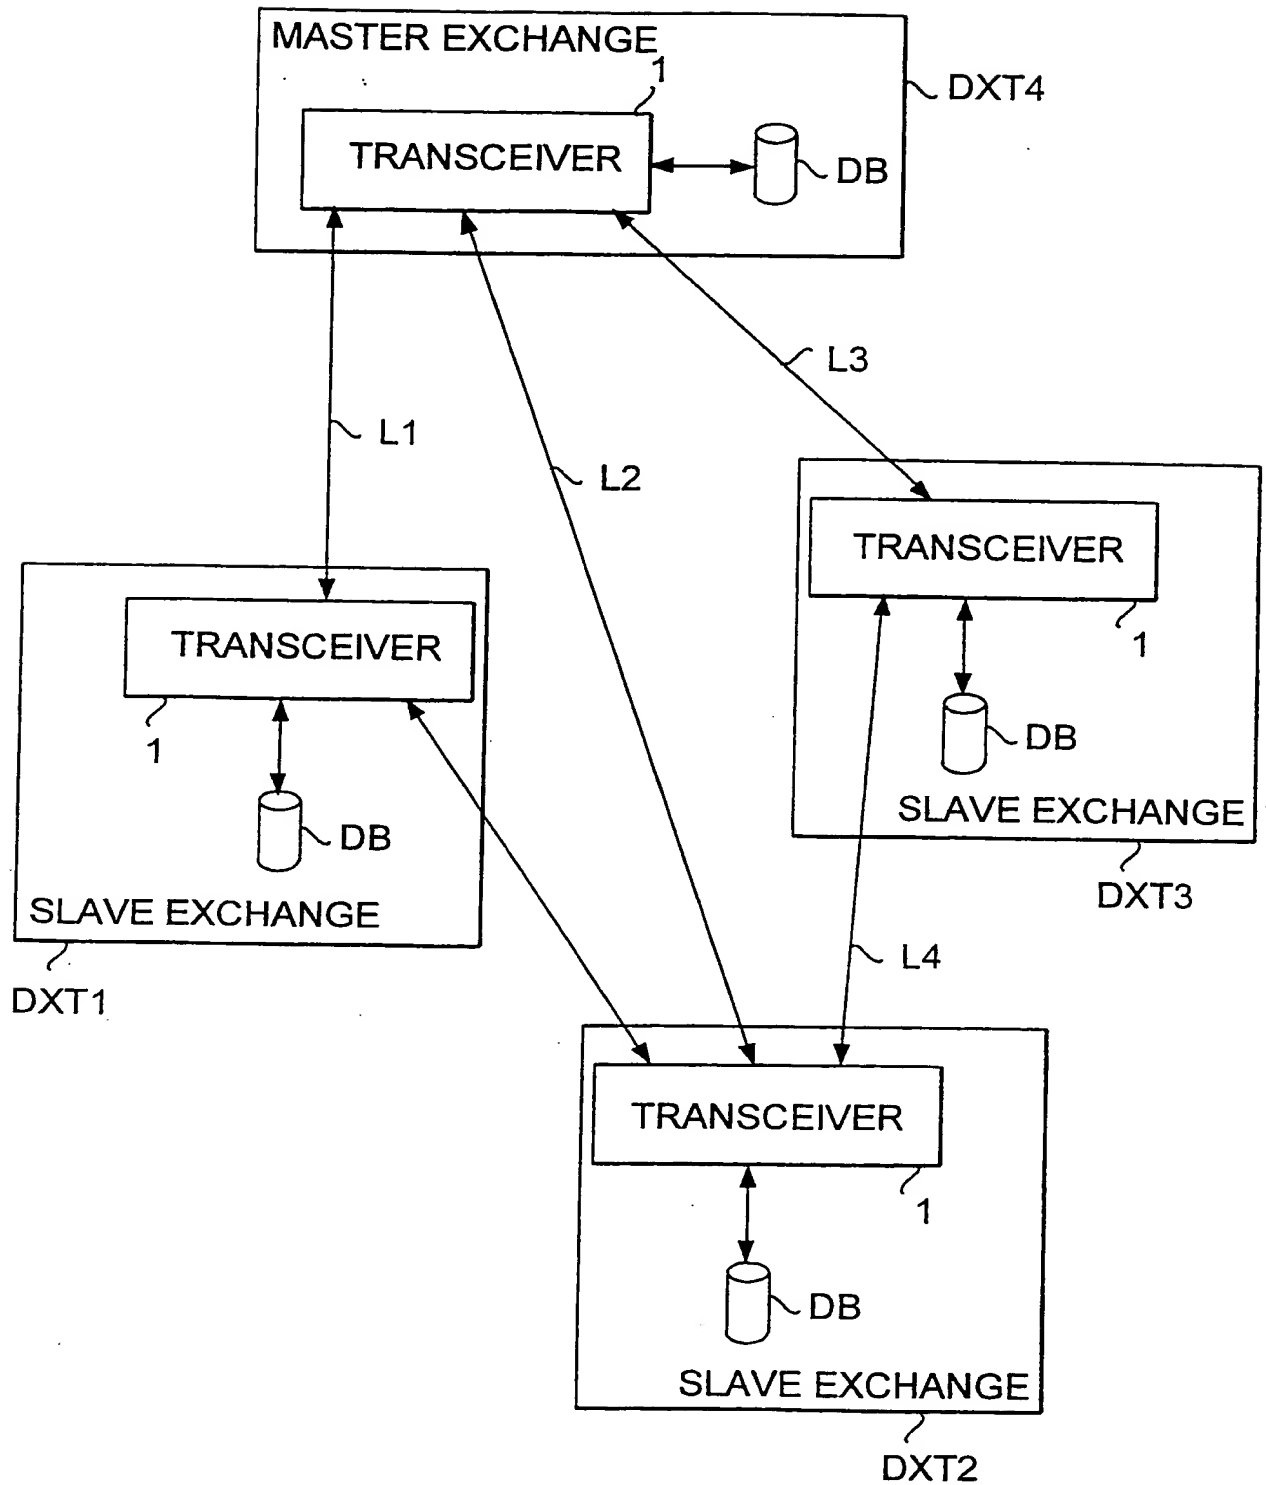 MASTER EXCHANGE
1
DXT4
TRANSCEIVER
DB
L3
L1
L2
TRANSCEIVER
1
DB
SLAVE EXCHANGE
DXT3
TRANSCEIVER
1
DB
SLAVE EXCHANGE
DXT1
L4
TRANSCEIVER
1
DB
SLAVE EXCHANGE
DXT2